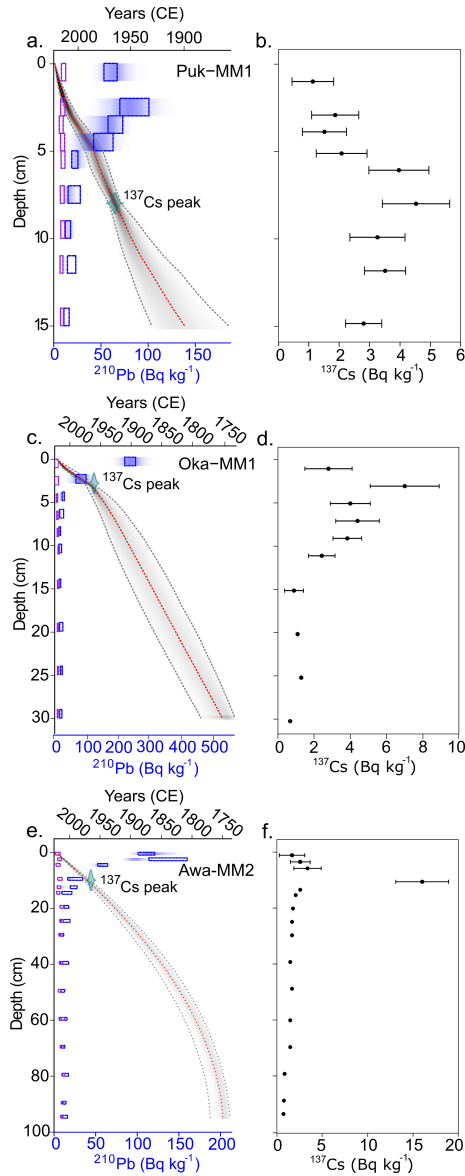 Years (CE)
2000 1950 1900
a.
b.
Puk−MM1
137Cs peak
Depth (cm)
0
5
10
15
0 50 100 150
210Pb (Bq kg-1)
0 1 2 3 4 5 6
137Cs (Bq kg-1)
Years (CE)
2000 1950 1900 1850 1800 1750
c.
d.
Oka−MM1
137Cs peak
Depth (cm)
0
5
10
15
20
25
30
0 100 200 300 400 500
210Pb (Bq kg-1)
0 2 4 6 8 10
137Cs (Bq kg-1)
Years (CE)
2000 1950 1900 1850 1800 1750
e.
f.
Awa−MM2
137Cs peak
Depth (cm)
0
20
40
60
80
100
0 50 100 150 200
210Pb (Bq kg-1)
0 5 10 15 20
137Cs (Bq kg-1)